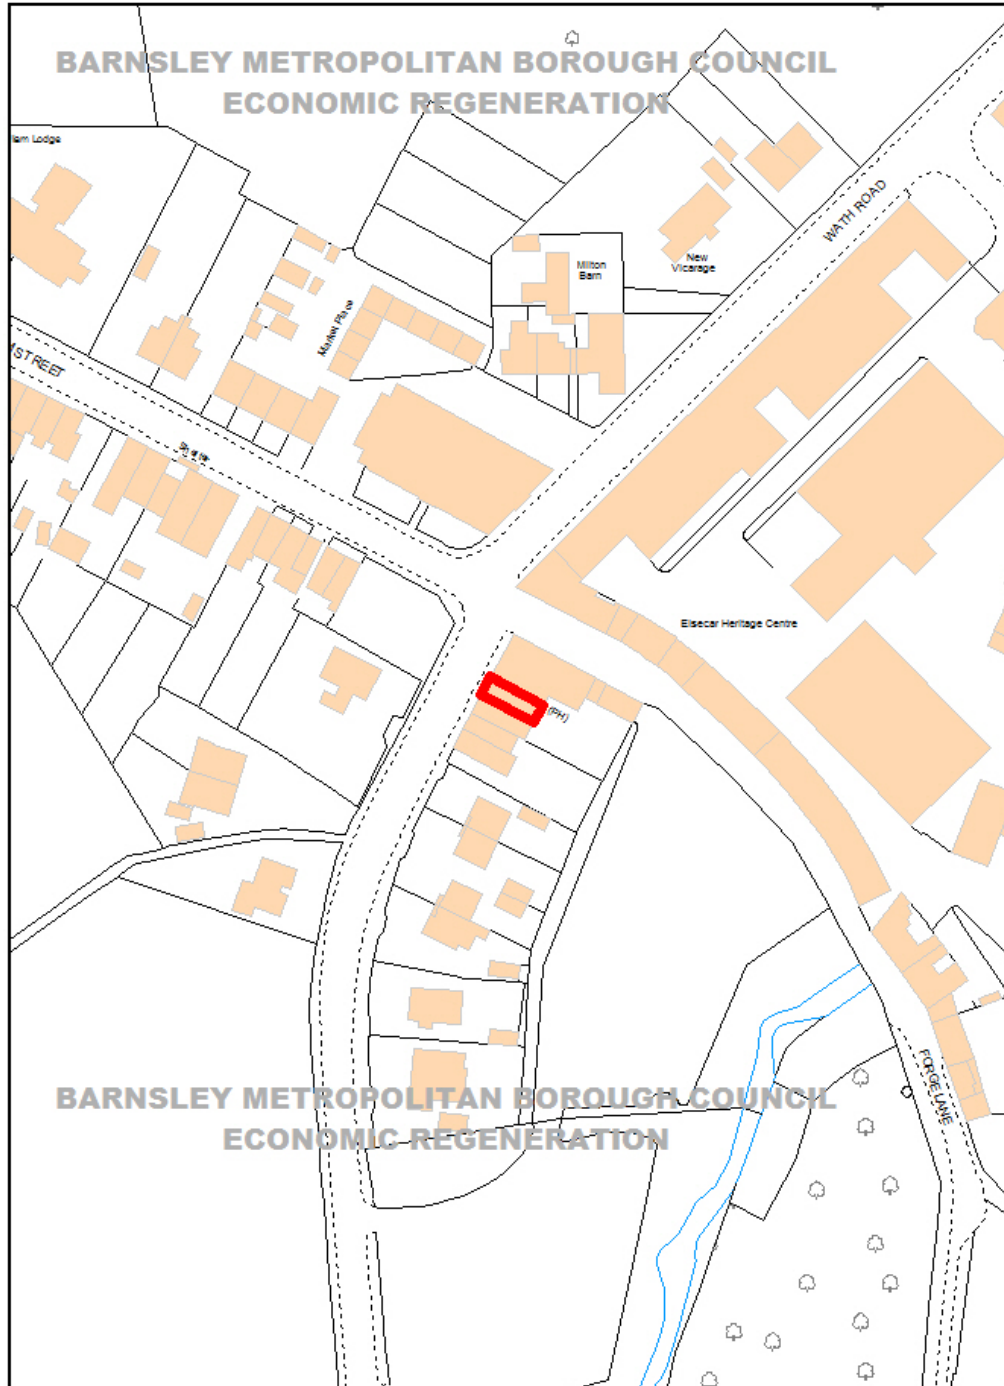 BARNSLEY METROPOLITAN BOROUGH COUNCIL
ECONOMIC REGENERATION
Lodge
WATH ROAD
New
Vicarage
Milton
Barn
Market Place
STREET
Elsecar Heritage Centre
(PH)
FORGE LANE
BARNSLEY METROPOLITAN BOROUGH COUNCIL
ECONOMIC REGENERATION